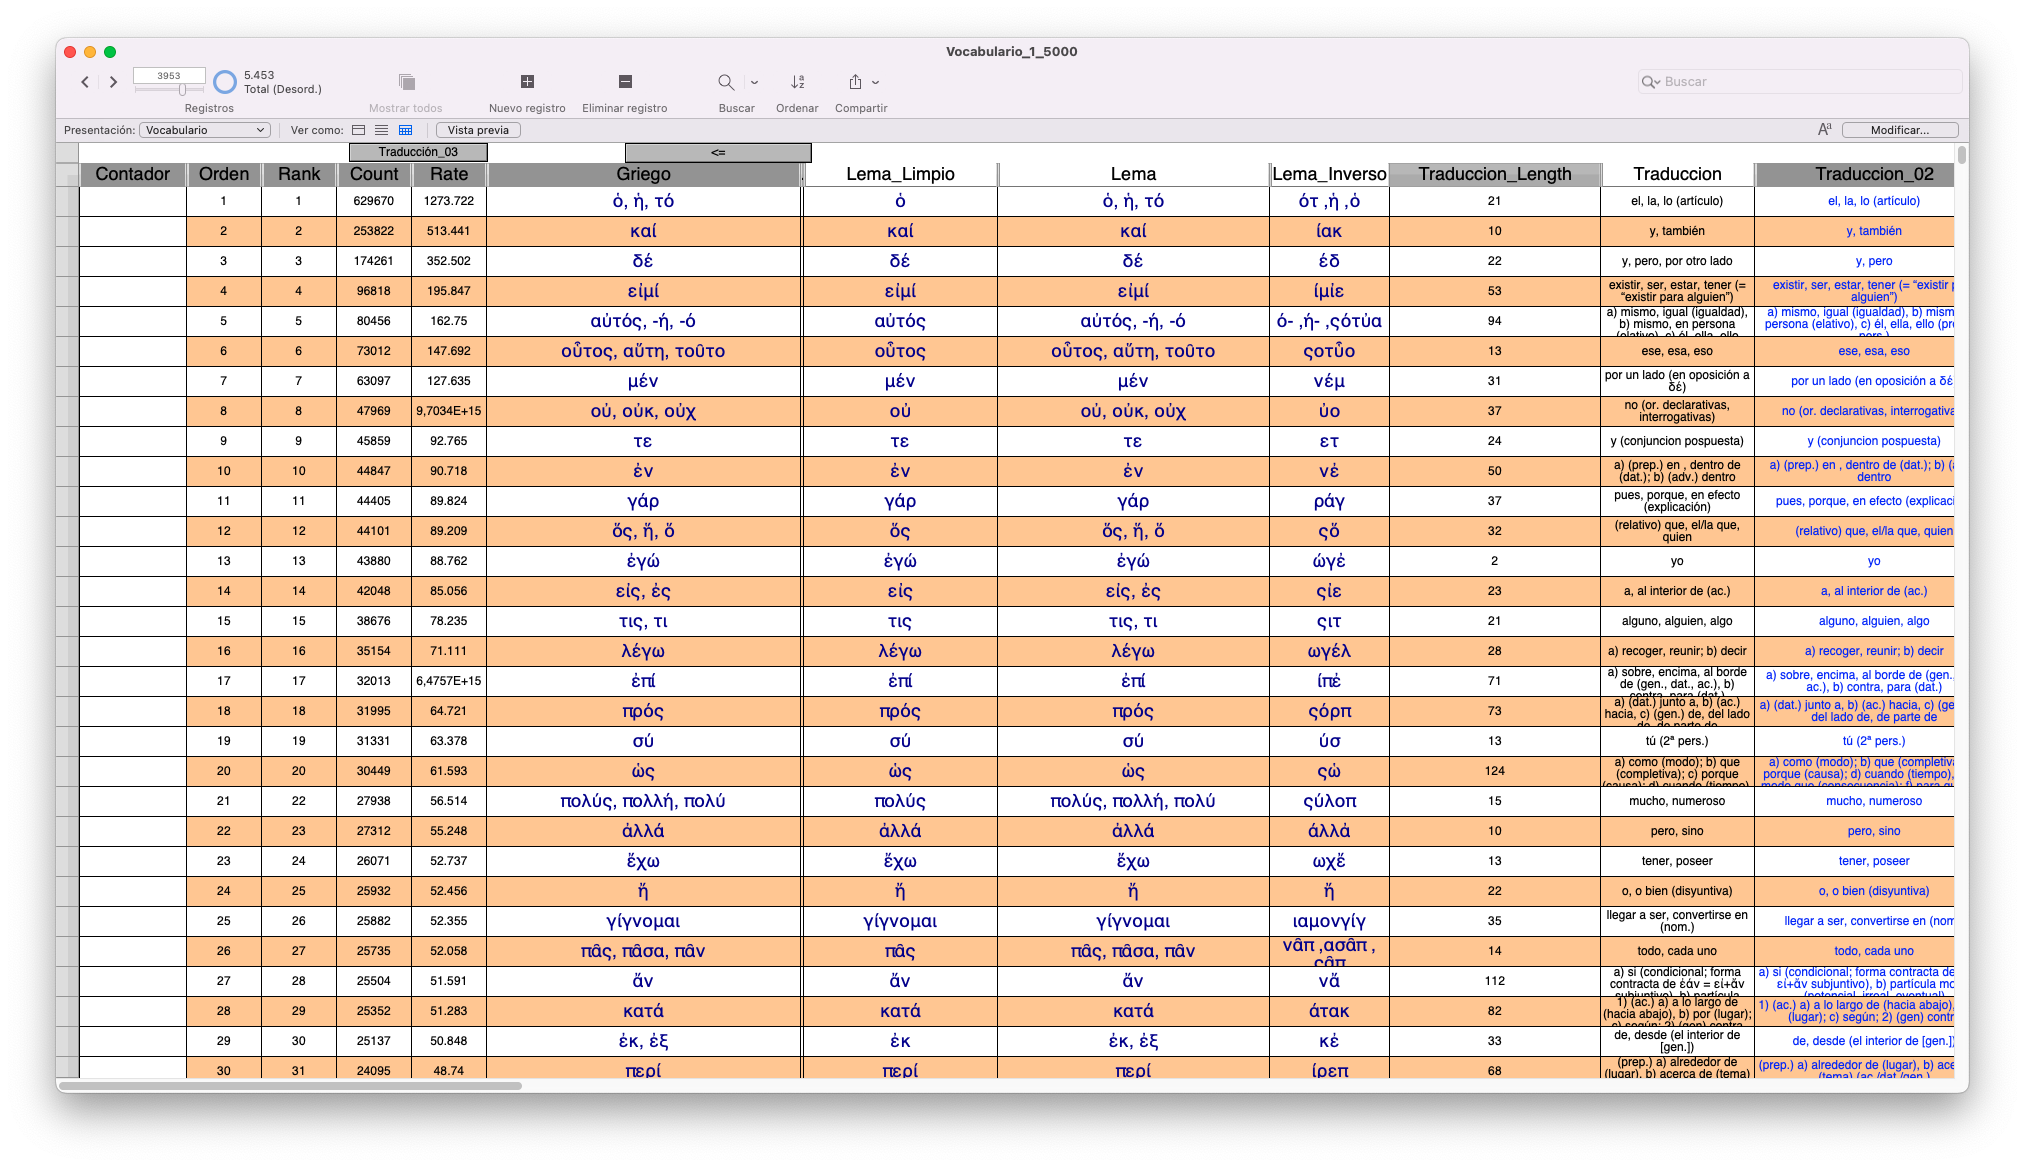 Vocabulario_1_5000
3953
5.453
Total (Desord.)
Registros
Mostrar todos
Nuevo registro
Eliminar registro
Buscar
Ordenar
Compartir
Buscar
Presentación: Vocabulario Ver como: Vista previa Aª Modificar...
Traducción_03 <=
Contador Orden Rank Count Rate Griego Lema_Limpio Lema Lema_Inverso Traduccion_Length Traduccion Traduccion_02
1 1 629670 1273.722 ὁ, ἡ, τό ὁ ὁ, ἡ, τό ότ ,ἡ ,ὁ 21 el, la, lo (artículo) el, la, lo (artículo)
2 2 253822 513.441 καί καί καί ίακ 10 y, también y, también
3 3 174261 352.502 δέ δέ δέ έδ 22 y, pero, por otro lado y, pero
4 4 96818 195.847 εἰμί εἰμί εἰμί ίμἰε 53 existir, ser, estar, tener (= “existir para alguien”) existir, ser, estar, tener (= “existir alguien”)
5 5 80456 162.75 αὐτός, -ή, -ό αὐτός αὐτός, -ή, -ό ό- ,ή- ,ςότὐα 94 a) mismo, igual (igualdad), b) mismo, en persona a) mismo, igual (igualdad), b) mism persona (elativo), c) él, ella, ello
6 6 73012 147.692 οὗτος, αὕτη, τοῦτο οὗτος οὗτος, αὕτη, τοῦτο ςοτὗο 13 ese, esa, eso ese, esa, eso
7 7 63097 127.635 μέν μέν μέν νέμ 31 por un lado (en oposición a δέ) por un lado (en oposición a δέ
8 8 47969 9,7034E+15 οὐ, οὐκ, οὐχ οὐ οὐ, οὐκ, οὐχ ὐο 37 no (or. declarativas, interrogativas) no (or. declarativas, interrogativa
9 9 45859 92.765 τε τε τε ετ 24 y (conjuncion pospuesta) y (conjuncion pospuesta)
10 10 44847 90.718 ἐν ἐν ἐν νἐ 50 a) (prep.) en , dentro de (dat.); b) (adv.) dentro a) (prep.) en , dentro de (dat.); b) dentro
11 11 44405 89.824 γάρ γάρ γάρ ράγ 37 pues, porque, en efecto (explicación) pues, porque, en efecto (explicaci
12 12 44101 89.209 ὅς, ἥ, ὅ ὅς ὅς, ἥ, ὅ ςὅ 32 (relativo) que, el/la que, quien (relativo) que, el/la que, quien
13 13 43880 88.762 ἐγώ ἐγώ ἐγώ ώγἐ 2 yo yo
14 14 42048 85.056 εἰς, ἐς εἰς εἰς, ἐς ςἰε 23 a, al interior de (ac.) a, al interior de (ac.)
15 15 38676 78.235 τις, τι τις τις, τι ςιτ 21 alguno, alguien, algo alguno, alguien, algo
16 16 35154 71.111 λέγω λέγω λέγω ωγέλ 28 a) recoger, reunir; b) decir a) recoger, reunir; b) decir
17 17 32013 6,4757E+15 ἐπί ἐπί ἐπί ίπἐ 71 a) sobre, encima, al borde de (gen., dat., ac.), b) contra, para (dat.) a) sobre, encima, al borde de (gen., ac.), b) contra, para (dat.)
18 18 31995 64.721 πρός πρός πρός ςόρπ 73 a) (dat.) junto a, b) (ac.) hacia, c) (gen.) de, del lado a) (dat.) junto a, b) (ac.) hacia, c) (ge del lado de, de parte de
19 19 31331 63.378 σύ σύ σύ ύσ 13 tú (2ª pers.) tú (2ª pers.)
20 20 30449 61.593 ὡς ὡς ὡς ςὡ 124 a) como (modo); b) que (completiva); c) porque (causa); d) cuando (tiempo) a) como (modo); b) que (completiva porque (causa); d) cuando (tiempo),
21 22 27938 56.514 πολύς, πολλή, πολύ πολύς πολύς, πολλή, πολύ ςύλοπ 15 mucho, numeroso mucho, numeroso
22 23 27312 55.248 ἀλλά ἀλλά ἀλλά άλλἀ 10 pero, sino pero, sino
23 24 26071 52.737 ἔχω ἔχω ἔχω ωχἔ 13 tener, poseer tener, poseer
24 25 25932 52.456 ἤ ἤ ἤ ἤ 22 o, o bien (disyuntiva) o, o bien (disyuntiva)
25 26 25882 52.355 γίγνομαι γίγνομαι γίγνομαι ιαμονγίγ 35 llegar a ser, convertirse en (nom.) llegar a ser, convertirse en (nom
26 27 25735 52.058 πᾶς, πᾶσα, πᾶν πᾶς πᾶς, πᾶσα, πᾶν νᾶπ ,ασᾶπ , ςᾶπ 14 todo, cada uno todo, cada uno
27 28 25504 51.591 ἄν ἄν ἄν νἄ 112 a) si (condicional; forma contracta de ἐάν = εἰ+ἄν a) si (condicional; forma contracta de εἰ+ἄν subjuntivo), b) partícula mo
28 29 25352 51.283 κατά κατά κατά άτακ 82 1) (ac.) a) a lo largo de (hacia abajo), b) por (lugar); 1) (ac.) a) a lo largo de (hacia abajo), (lugar); c) según; 2) (gen) contr
29 30 25137 50.848 ἐκ, ἐξ ἐκ ἐκ, ἐξ κἐ 33 de, desde (el interior de [gen.]) de, desde (el interior de [gen.])
30 31 24095 48.74 περί περί περί ίρεπ 68 (prep.) a) alrededor de (lugar), b) acerca de (tema) (prep.) a) alrededor de (lugar), b) ace